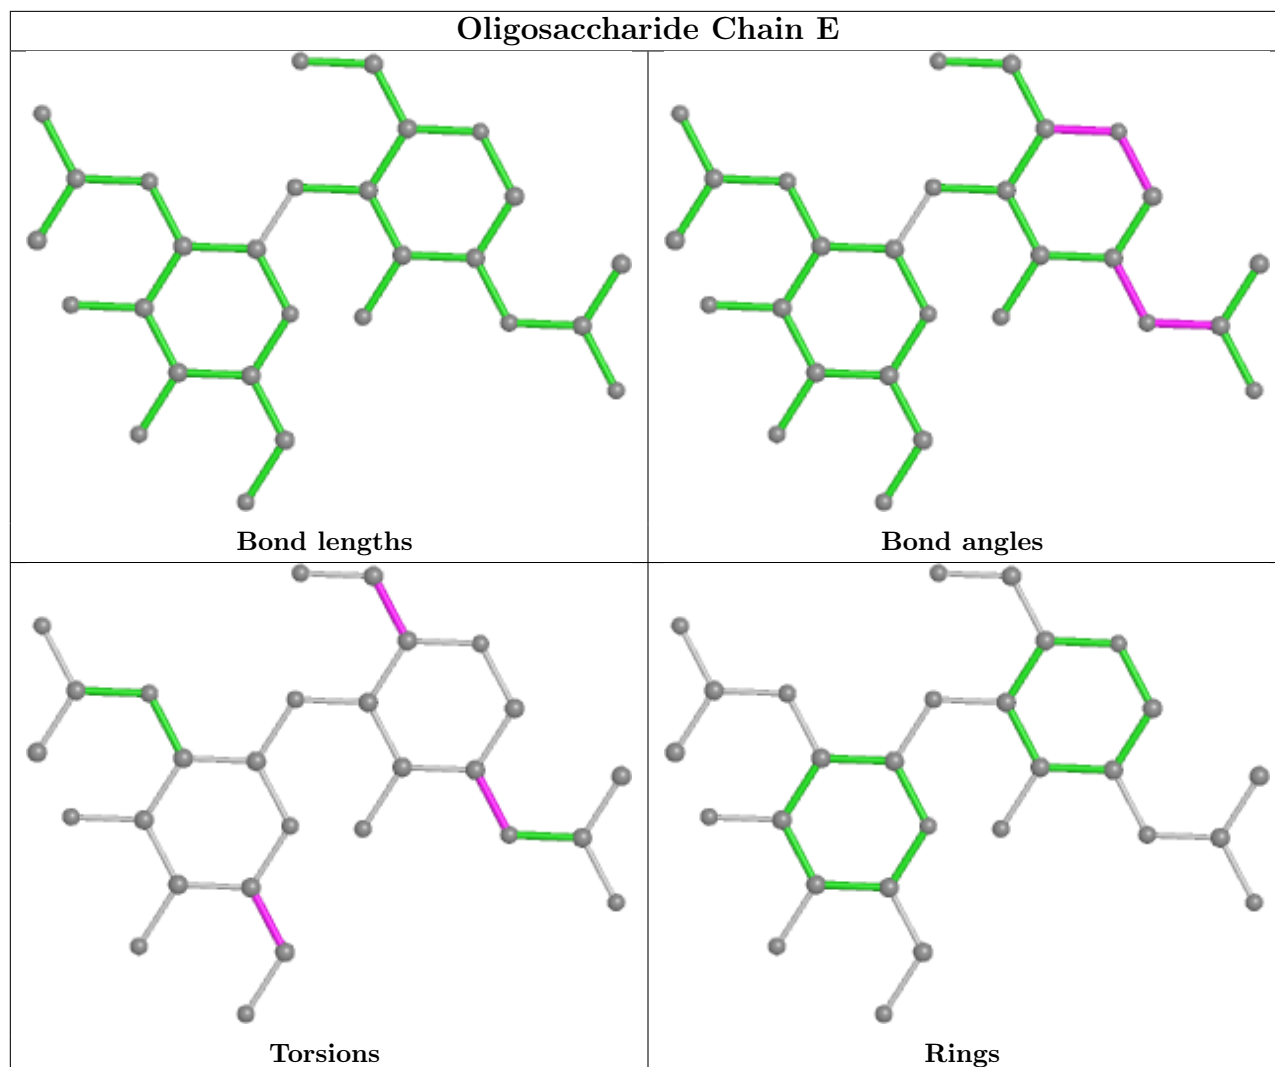 Oligosaccharide Chain E
Bond lengths
Bond angles
Torsions
Rings